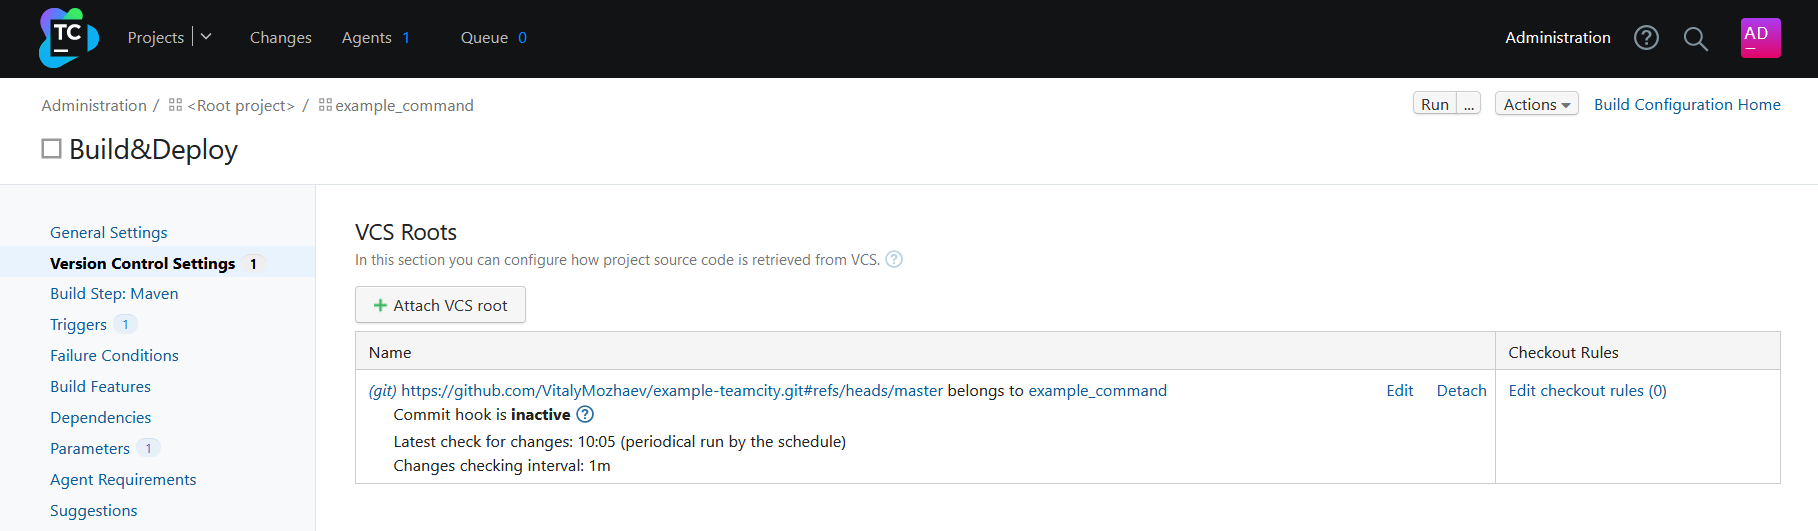 TC
Projects
Changes
Agents 1
Queue 0
Administration
?
AD
Administration / <Root project> / example_command
Run ... Actions Build Configuration Home
Build&Deploy
General Settings
Version Control Settings 1
Build Step: Maven
Triggers 1
Failure Conditions
Build Features
Dependencies
Parameters 1
Agent Requirements
Suggestions
VCS Roots
In this section you can configure how project source code is retrieved from VCS. ?
+ Attach VCS root
Name Checkout Rules
(git) https://github.com/VitalyMozhaev/example-teamcity.git#refs/heads/master belongs to example_command Edit Detach Edit checkout rules (0)
Commit hook is inactive ?
Latest check for changes: 10:05 (periodical run by the schedule)
Changes checking interval: 1m